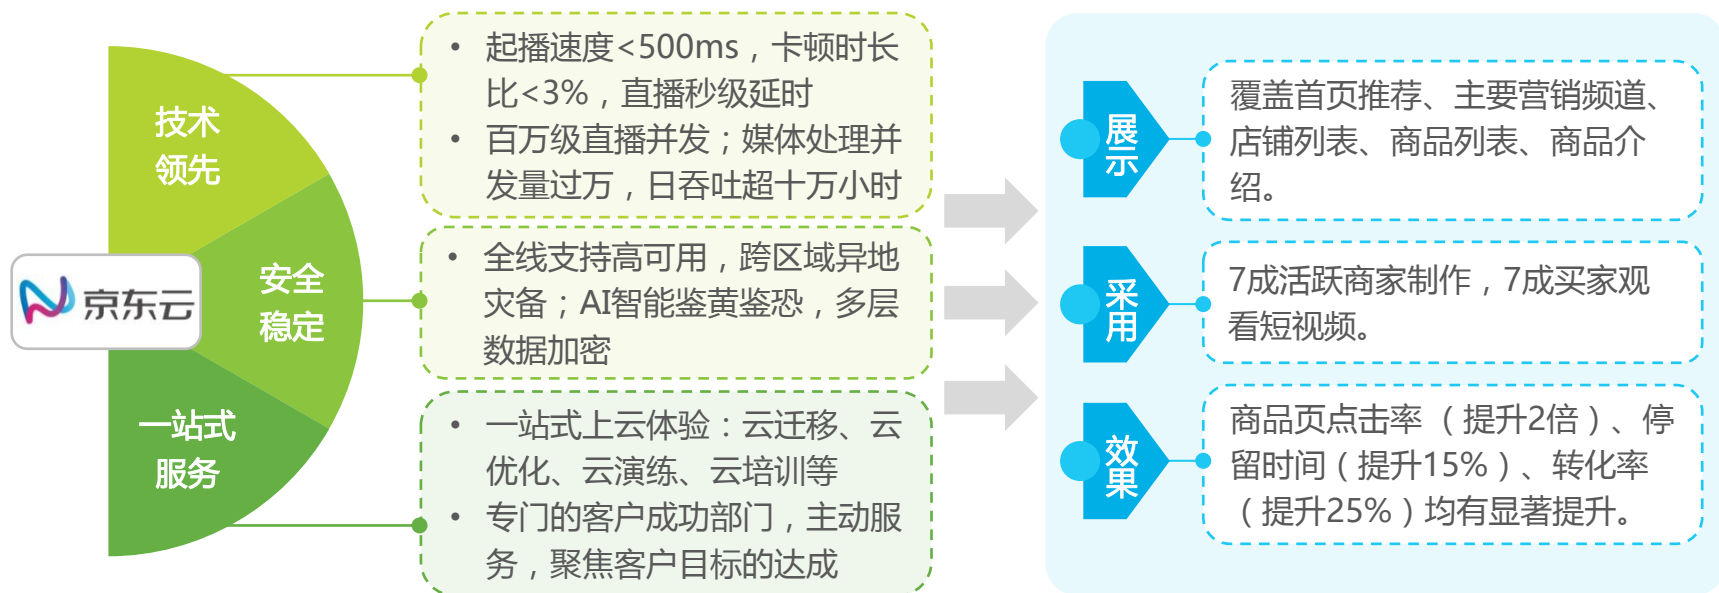 京东云
技术
领先
• 起播速度<500ms，卡顿时长
比<3%，直播秒级延时
• 百万级直播并发；媒体处理并
发量过万，日吞吐超十万小时
安全
稳定
• 全线支持高可用，跨区域异地
灾备；AI智能鉴黄鉴恐，多层
数据加密
一站式
服务
• 一站式上云体验：云迁移、云
优化、云演练、云培训等
• 专门的客户成功部门，主动服
务，聚焦客户目标的达成
展示
覆盖首页推荐、主要营销频道、
店铺列表、商品列表、商品介
绍。
采用
7成活跃商家制作，7成买家观
看短视频。
效果
商品页点击率（提升2倍）、停
留时间（提升15%）、转化率
（提升25%）均有显著提升。